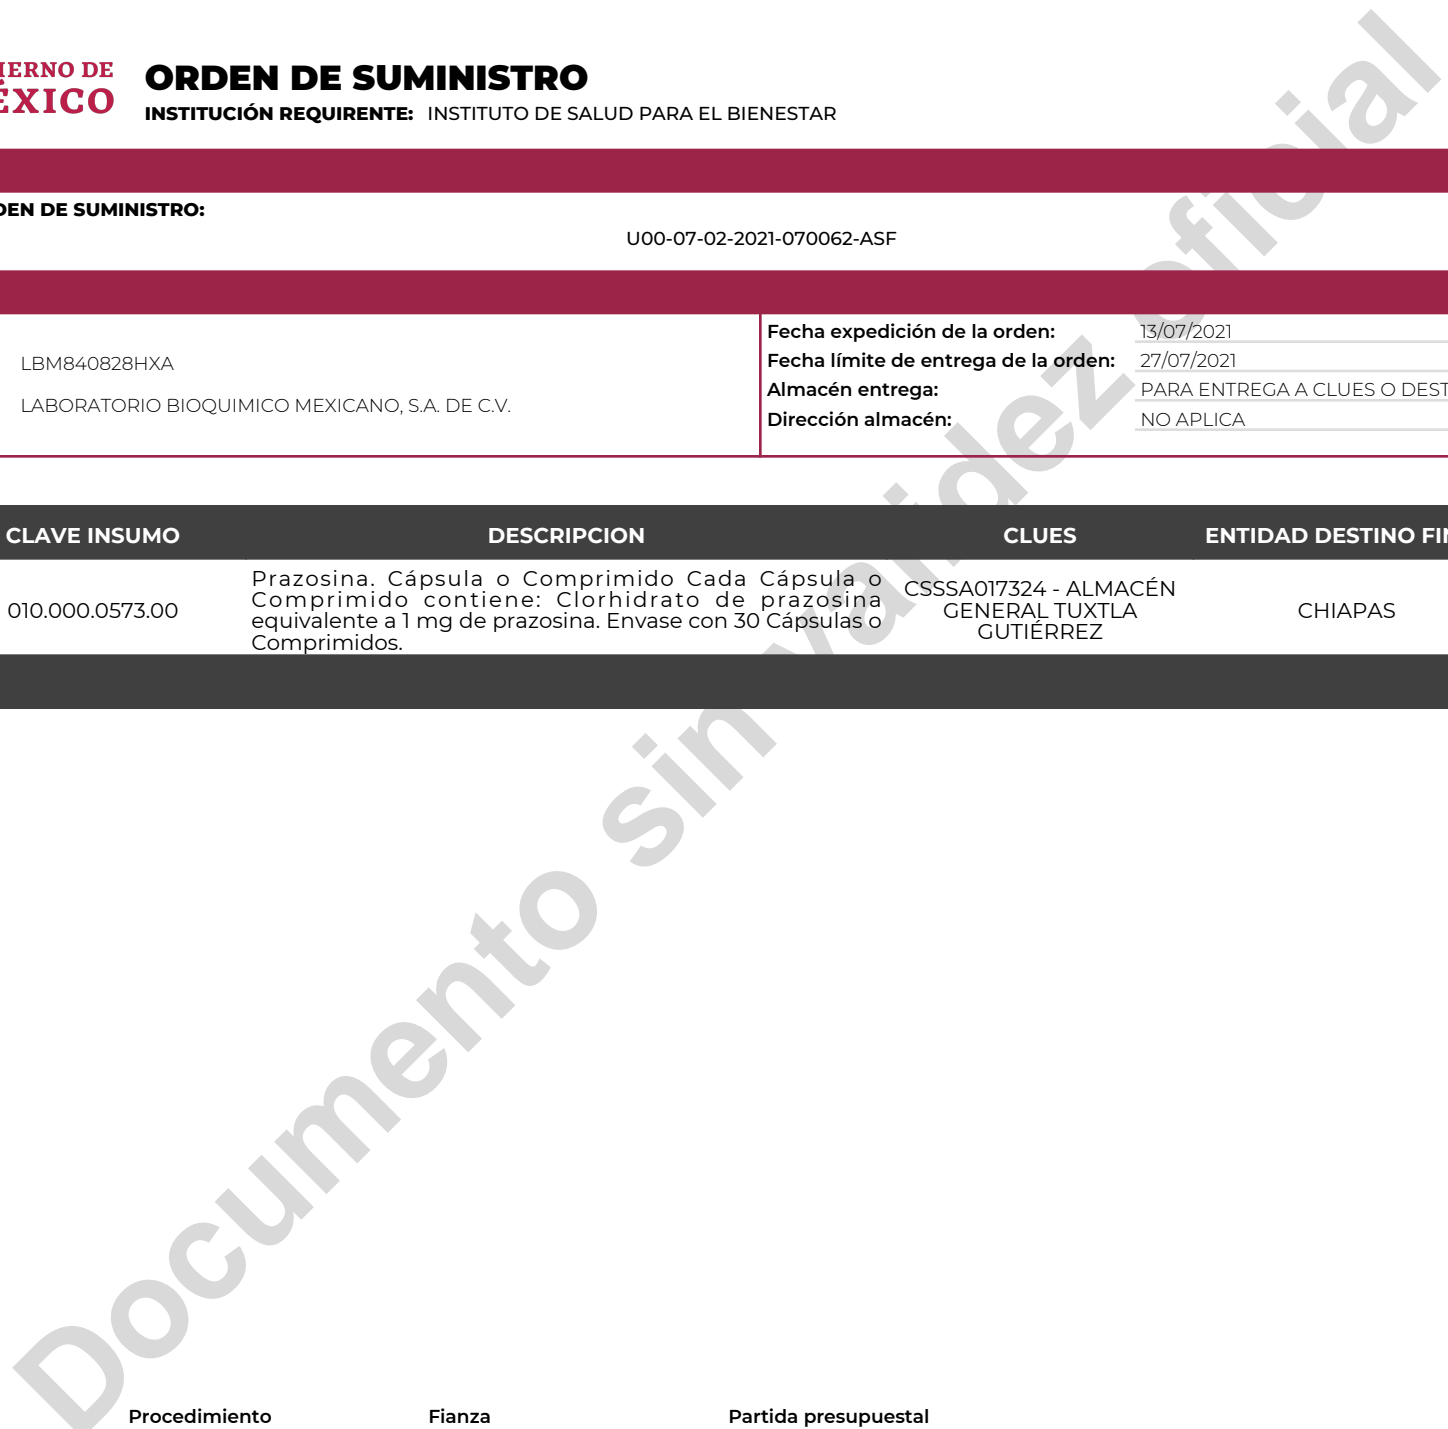 IERNO DE
ÉXICO
ORDEN DE SUMINISTRO
INSTITUCIÓN REQUIRENTE: INSTITUTO DE SALUD PARA EL BIENESTAR
DEN DE SUMINISTRO:
U00-07-02-2021-070062-ASF
LBM840828HXA
LABORATORIO BIOQUIMICO MEXICANO, S.A. DE C.V.
Fecha expedición de la orden: 13/07/2021
Fecha límite de entrega de la orden: 27/07/2021
Almacén entrega: PARA ENTREGA A CLUES O DEST
Dirección almacén: NO APLICA
CLAVE INSUMO DESCRIPCION CLUES ENTIDAD DESTINO FIN
010.000.0573.00
Prazosina. Cápsula o Comprimido Cada Cápsula o
Comprimido contiene: Clorhidrato de prazosina
equivalente a 1 mg de prazosina. Envase con 30 Cápsulas o
Comprimidos.
CSSSA017324 - ALMACÉN
GENERAL TUXTLA
GUTIÉRREZ
CHIAPAS
Documento sin validez oficial
Procedimiento Fianza Partida presupuestal